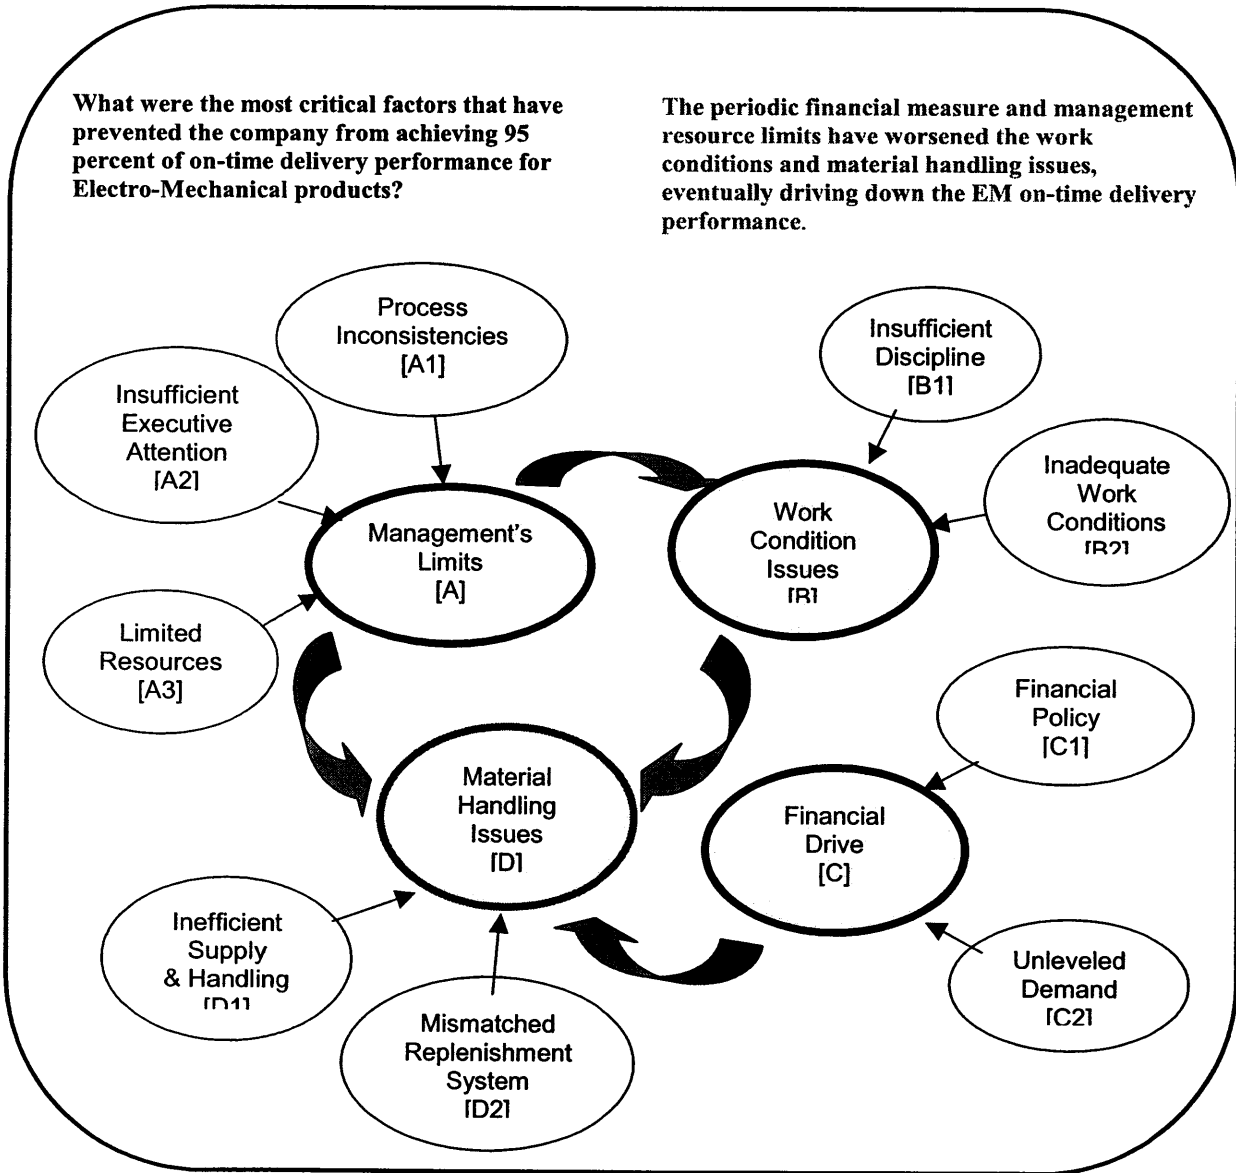 What were the most critical factors that have
prevented the company from achieving 95
percent of on-time delivery performance for
Electro-Mechanical products?
The periodic financial measure and management
resource limits have worsened the work
conditions and material handling issues,
eventually driving down the EM on-time delivery
performance.
Process
Inconsistencies
[A1]
Insufficient
Discipline
[B1]
Insufficient
Executive
Attention
[A2]
Inadequate
Work
Conditions
[B2]
Management's
Limits
[A]
Work
Condition
Issues
[B]
Limited
Resources
[A3]
Financial
Policy
[C1]
Material
Handling
Issues
[D]
Financial
Drive
[C]
Inefficient
Supply
& Handling
[D1]
Mismatched
Replenishment
System
[D2]
Unleveled
Demand
[C2]